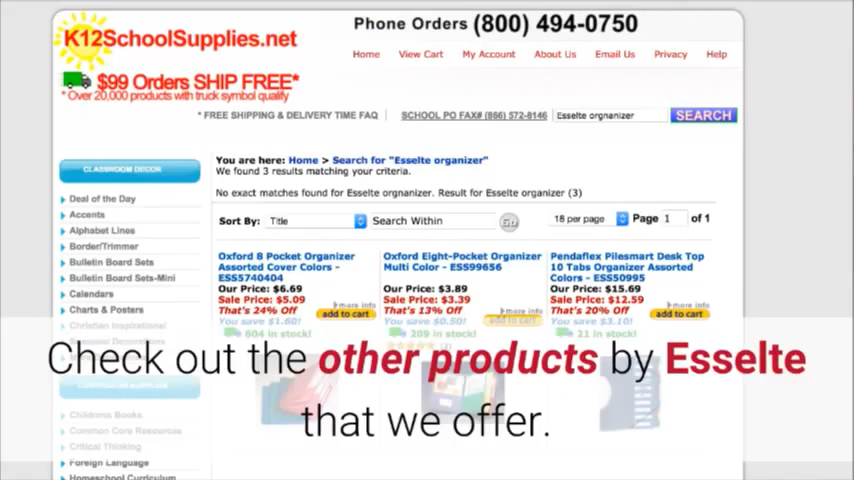 Phone Orders (800) 494-0750
K12SchoolSupplies.net
Home View Cart My Account About Us Email Us Privacy Help
$99 Orders SHIP FREE*
* Over 20,000 products with truck symbol qualify
* FREE SHIPPING & DELIVERY TIME FAQ SCHOOL PO FAX# (866) 572-8146 Esselte orgnanizer SEARCH
CLASSROOM DECOR
Deal of the Day
Accents
Alphabet Lines
Border/Trimmer
Bulletin Board Sets
Bulletin Board Sets-Mini
Calendars
Charts & Posters
Christian Inspirational
Seasonal Decorations
CURRICULUM SUPPLIES
Childrens Books
Common Core Resources
Critical Thinking
Foreign Language
Homeschool Curriculum
You are here: Home > Search for "Esselte organizer"
We found 3 results matching your criteria.
No exact matches found for Esselte orgnanizer. Result for Esselte organizer (3)
Sort By: Title Search Within Go 18 per page Page 1 of 1
Oxford 8 Pocket Organizer
Assorted Cover Colors -
ESS5740404
Our Price: $6.69
Sale Price: $5.09
That's 24% Off
You save $1.60!
604 in stock!
more info
add to cart
Oxford Eight-Pocket Organizer
Multi Color - ESS99656
Our Price: $3.89
Sale Price: $3.39
That's 13% Off
You save $0.50!
209 in stock!
more info
add to cart
Pendaflex Pilesmart Desk Top
10 Tabs Organizer Assorted
Colors - ESS50995
Our Price: $15.69
Sale Price: $12.59
That's 20% Off
You save $3.10!
21 in stock!
more info
add to cart
Check out the other products by Esselte
that we offer.